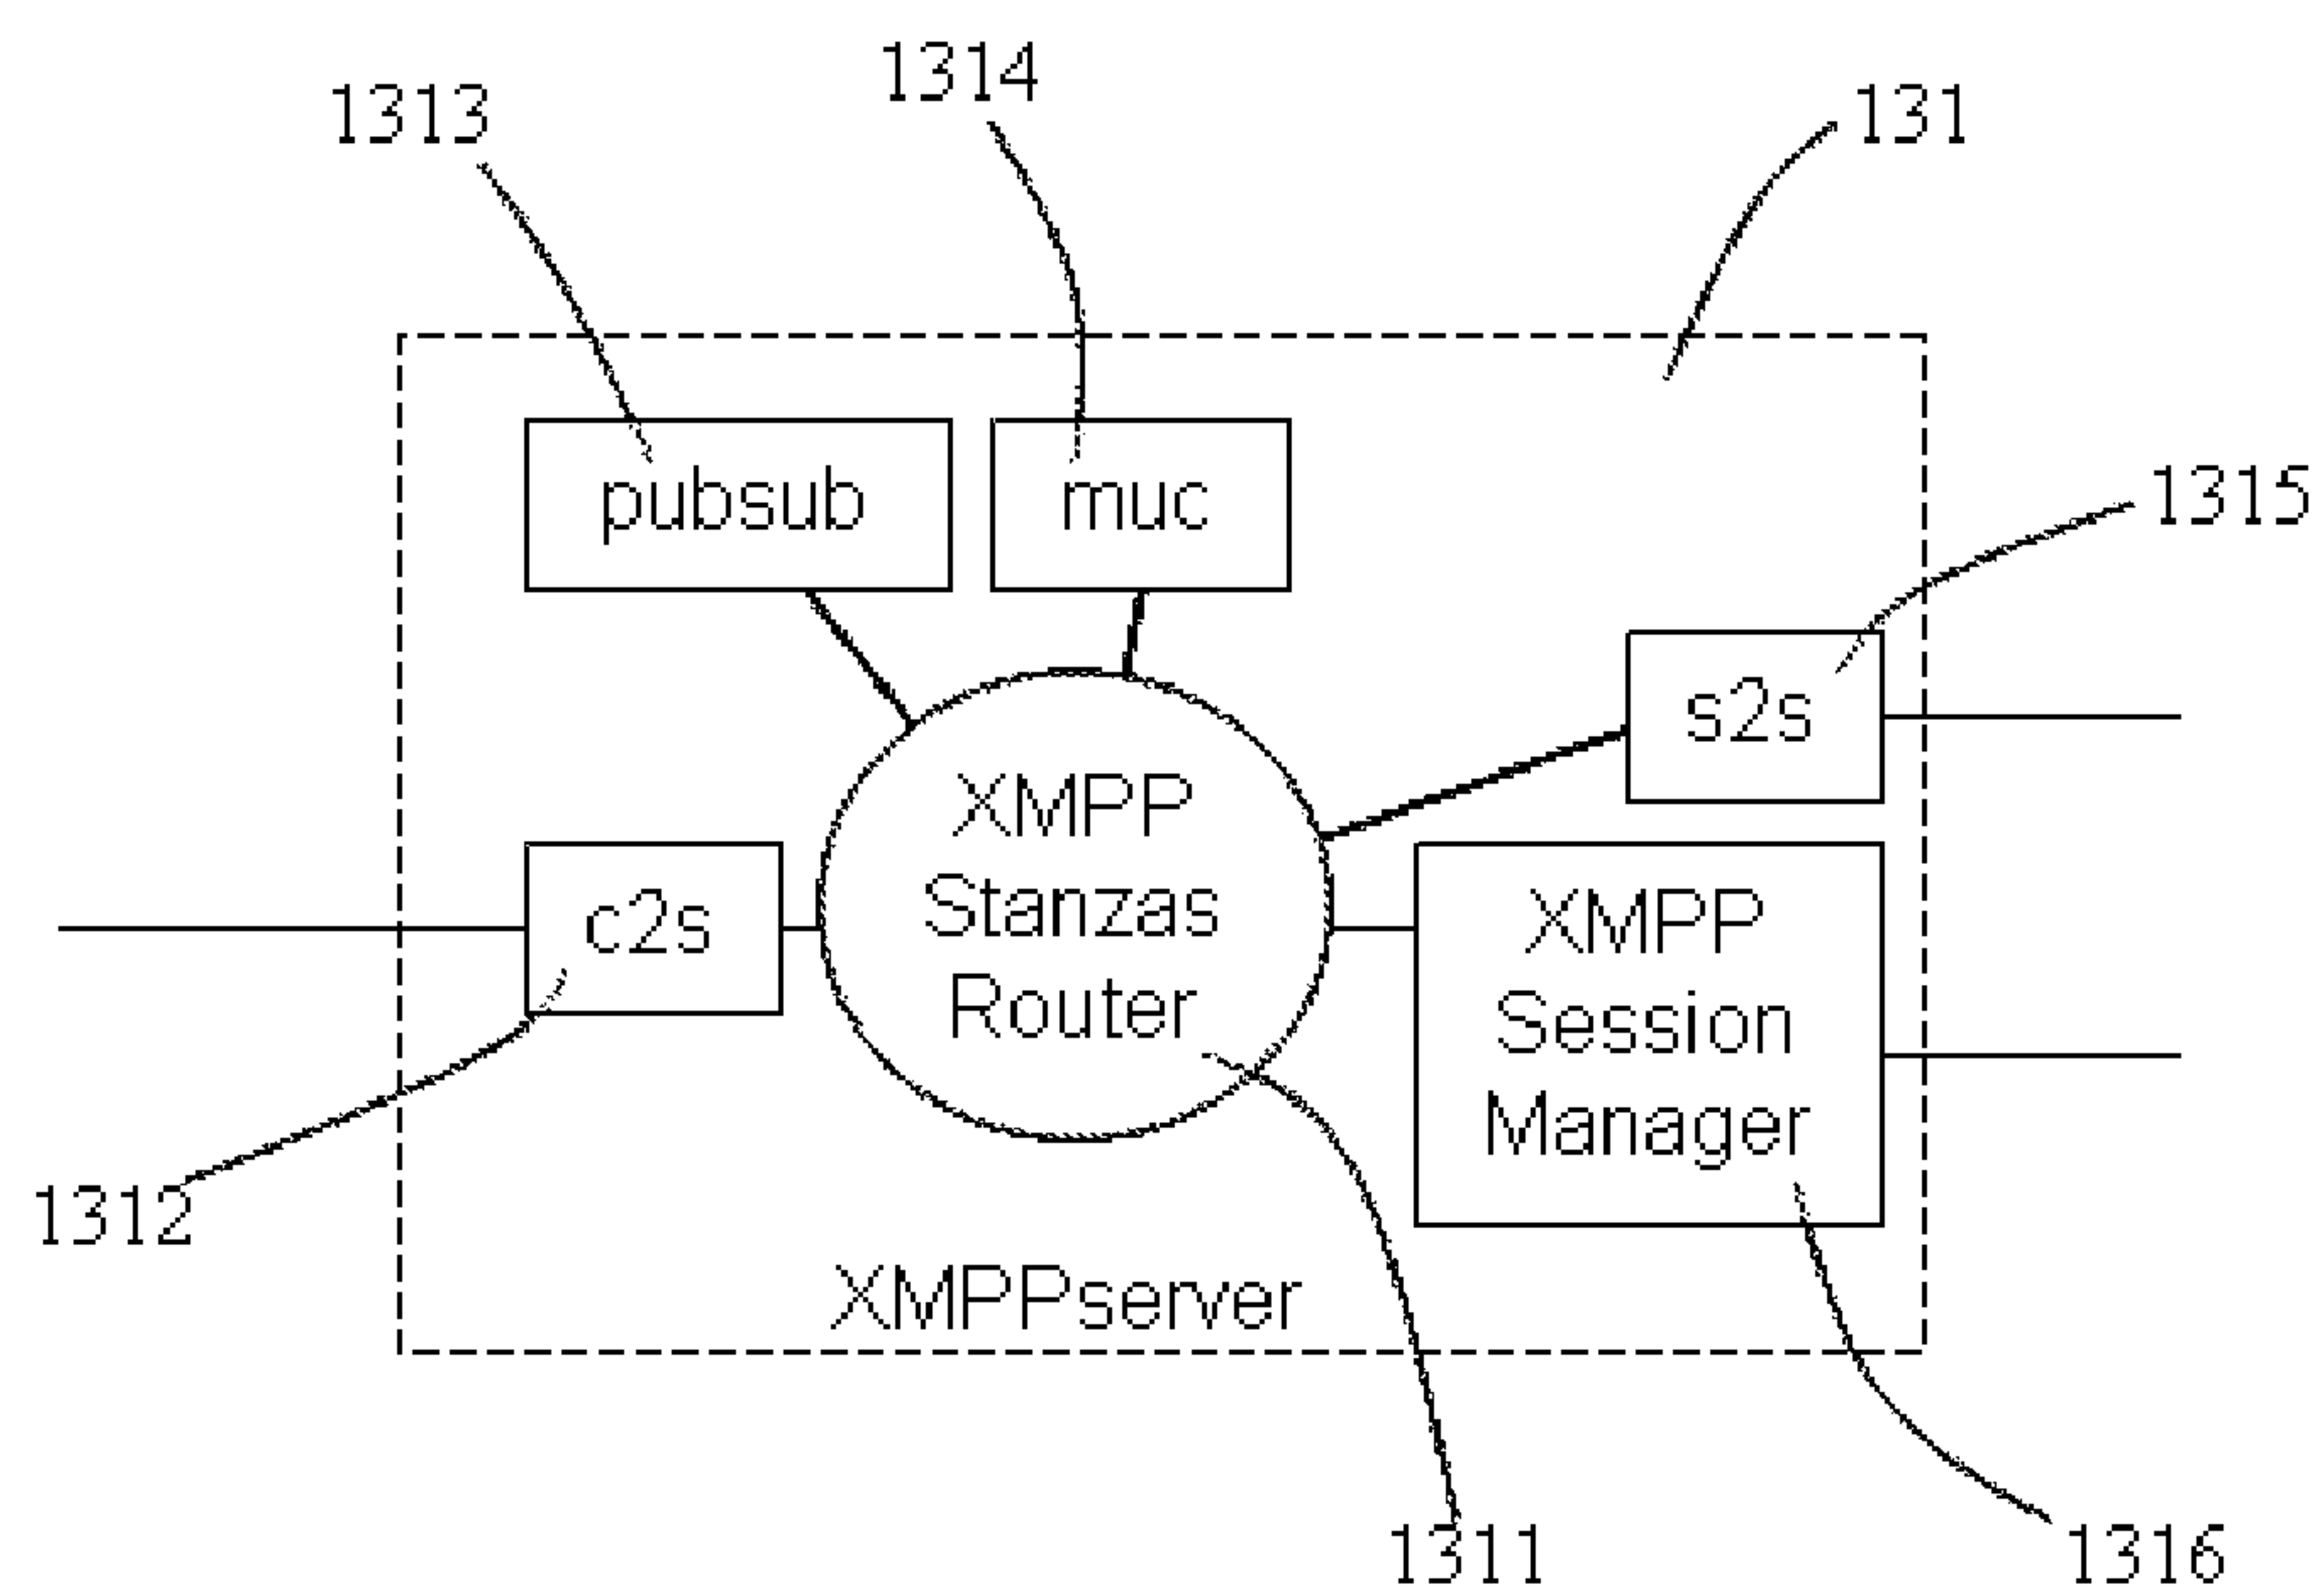 1314
1313
131
pubsub
muc
1315
s2s
XMPP
Stanzas
Router
c2s
XMPP
Session
Manager
1312
XMPPserver
1311
1316